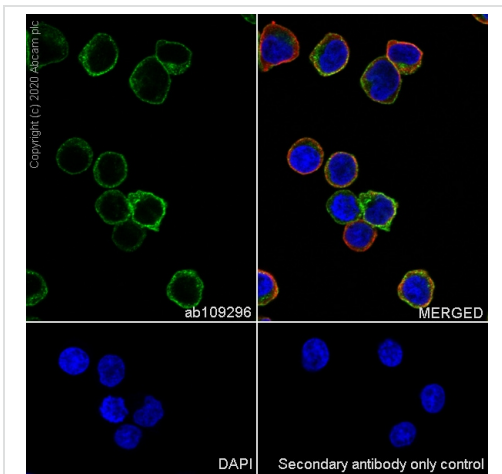 Copyright (c) 2020 Abcam plc
ab109296
MERGED
DAPI
Secondary antibody only control